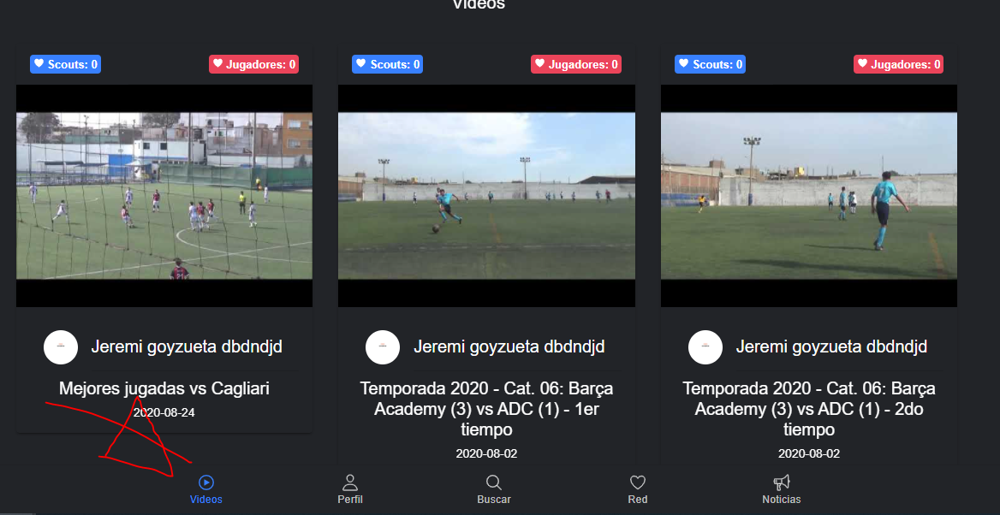 Videos
Scouts: 0
Jugadores: 0
Scouts: 0
Jugadores: 0
Scouts: 0
Jugadores: 0
Jeremi goyzueta dbdndjd
Mejores jugadas vs Cagliari
2020-08-24
Jeremi goyzueta dbdndjd
Temporada 2020 - Cat. 06: Barça
Academy (3) vs ADC (1) - 1er
tiempo
2020-08-02
Jeremi goyzueta dbdndjd
Temporada 2020 - Cat. 06: Barça
Academy (3) vs ADC (1) - 2do
tiempo
2020-08-02
Videos
Perfil
Buscar
Red
Noticias